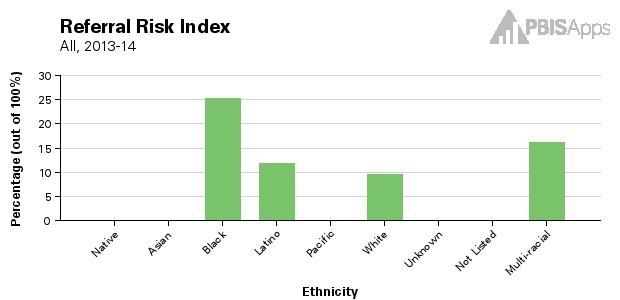 Referral Risk Index
All, 2013-14
PBISApps
Percentage (out of 100%)
30
25
20
15
10
5
0
Native
Asian
Black
Latino
Pacific
White
Unknown
Not Listed
Multi-racial
Ethnicity